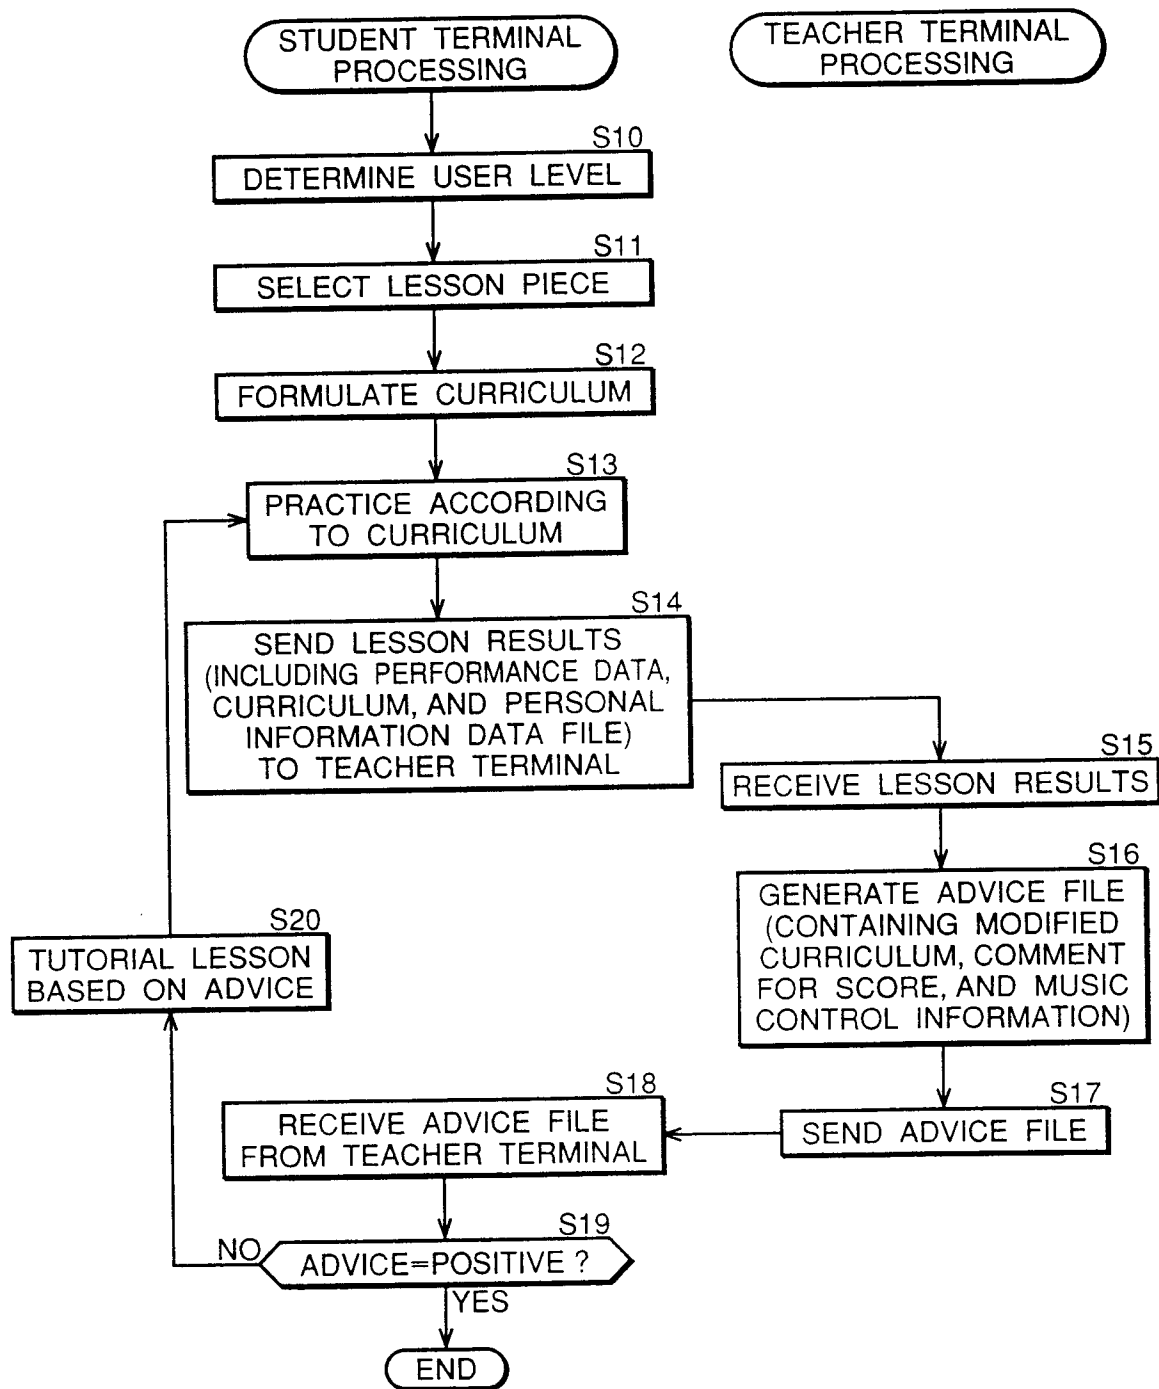 STUDENT TERMINAL
PROCESSING
TEACHER TERMINAL
PROCESSING
S10
DETERMINE USER LEVEL
S11
SELECT LESSON PIECE
S12
FORMULATE CURRICULUM
S13
PRACTICE ACCORDING
TO CURRICULUM
S14
SEND LESSON RESULTS
(INCLUDING PERFORMANCE DATA,
CURRICULUM, AND PERSONAL
INFORMATION DATA FILE)
TO TEACHER TERMINAL
S15
RECEIVE LESSON RESULTS
S16
GENERATE ADVICE FILE
(CONTAINING MODIFIED
CURRICULUM, COMMENT
FOR SCORE, AND MUSIC
CONTROL INFORMATION)
S17
SEND ADVICE FILE
S18
RECEIVE ADVICE FILE
FROM TEACHER TERMINAL
S19
ADVICE=POSITIVE ?
NO
YES
S20
TUTORIAL LESSON
BASED ON ADVICE
END